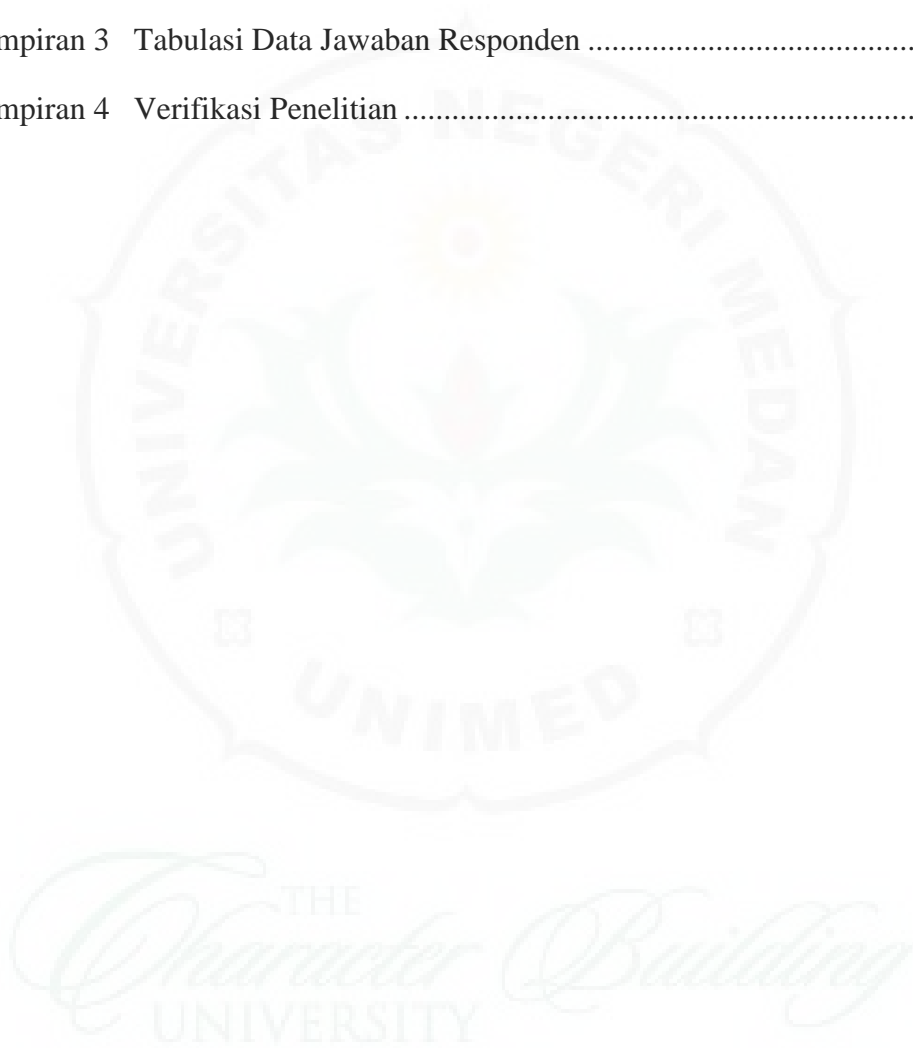 mpiran 3 Tabulasi Data Jawaban Responden .........................................
mpiran 4 Verifikasi Penelitian ................................................................
UNIVERSITAS NEGERI MEDAN
UNIMED
THE
Character Building
UNIVERSITY